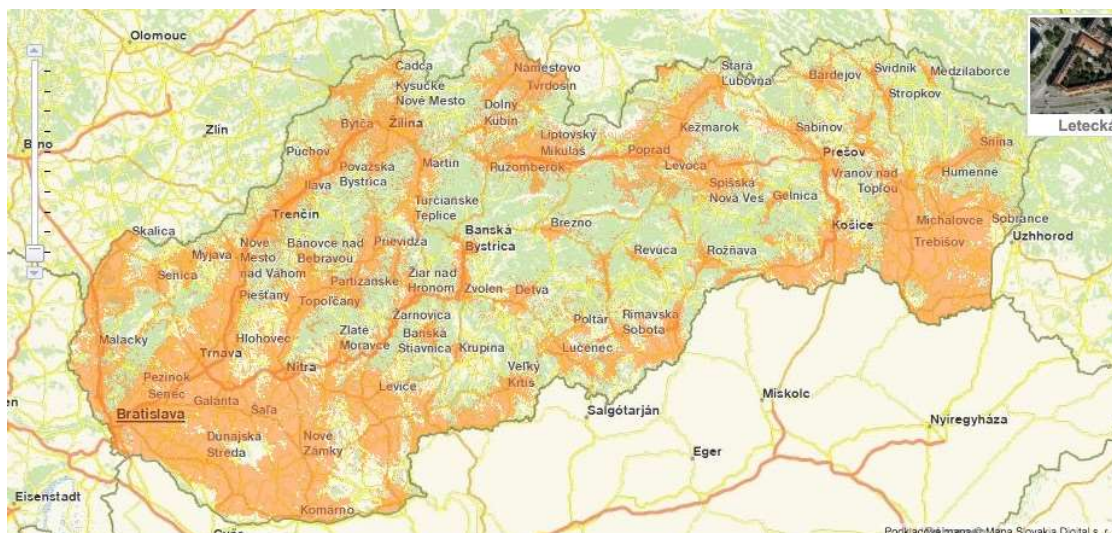 Olomouc
Čadca
Námestovo
Stará
Ľubovňa
Svidník
Medzilaborce
Bardejov
Tvrdošín
Kysucké
Nové Mesto
Stropkov
Dolný
Kubín
Letecká
Bytča
Žilina
Zlín
Kežmarok
Sabinov
Brno
Liptovský
Mikuláš
Snina
Púchov
Poprad
Prešov
Martin
Ružomberok
Levoča
Považská
Bystrica
Vranov nad
Topľou
Humenné
Ilava
Spišská
Nová Ves
Gelnica
Turčianske
Teplice
Trenčín
Brezno
Michalovce
Sobrance
Skalica
Banská
Bystrica
Košice
Uzhhorod
Nové
Mesto
nad Váhom
Bánovce nad
Bebravou
Prievidza
Trebišov
Myjava
Revúca
Rožňava
Senica
Žiar nad
Hronom
Partizánske
Piešťany
Zvolen
Detva
Topoľčany
Žarnovica
Poltár
Rimavská
Sobota
Malacky
Hlohovec
Zlaté
Moravce
Banská
Štiavnica
Krupina
Lučenec
Trnava
Nitra
Veľký
Krtíš
Pezinok
Senec
Levice
Galanta
Šaľa
Miskolc
Bratislava
Salgótarján
Nyíregyháza
Dunajská
Streda
Nové
Zámky
Eger
Eisenstadt
Komárno